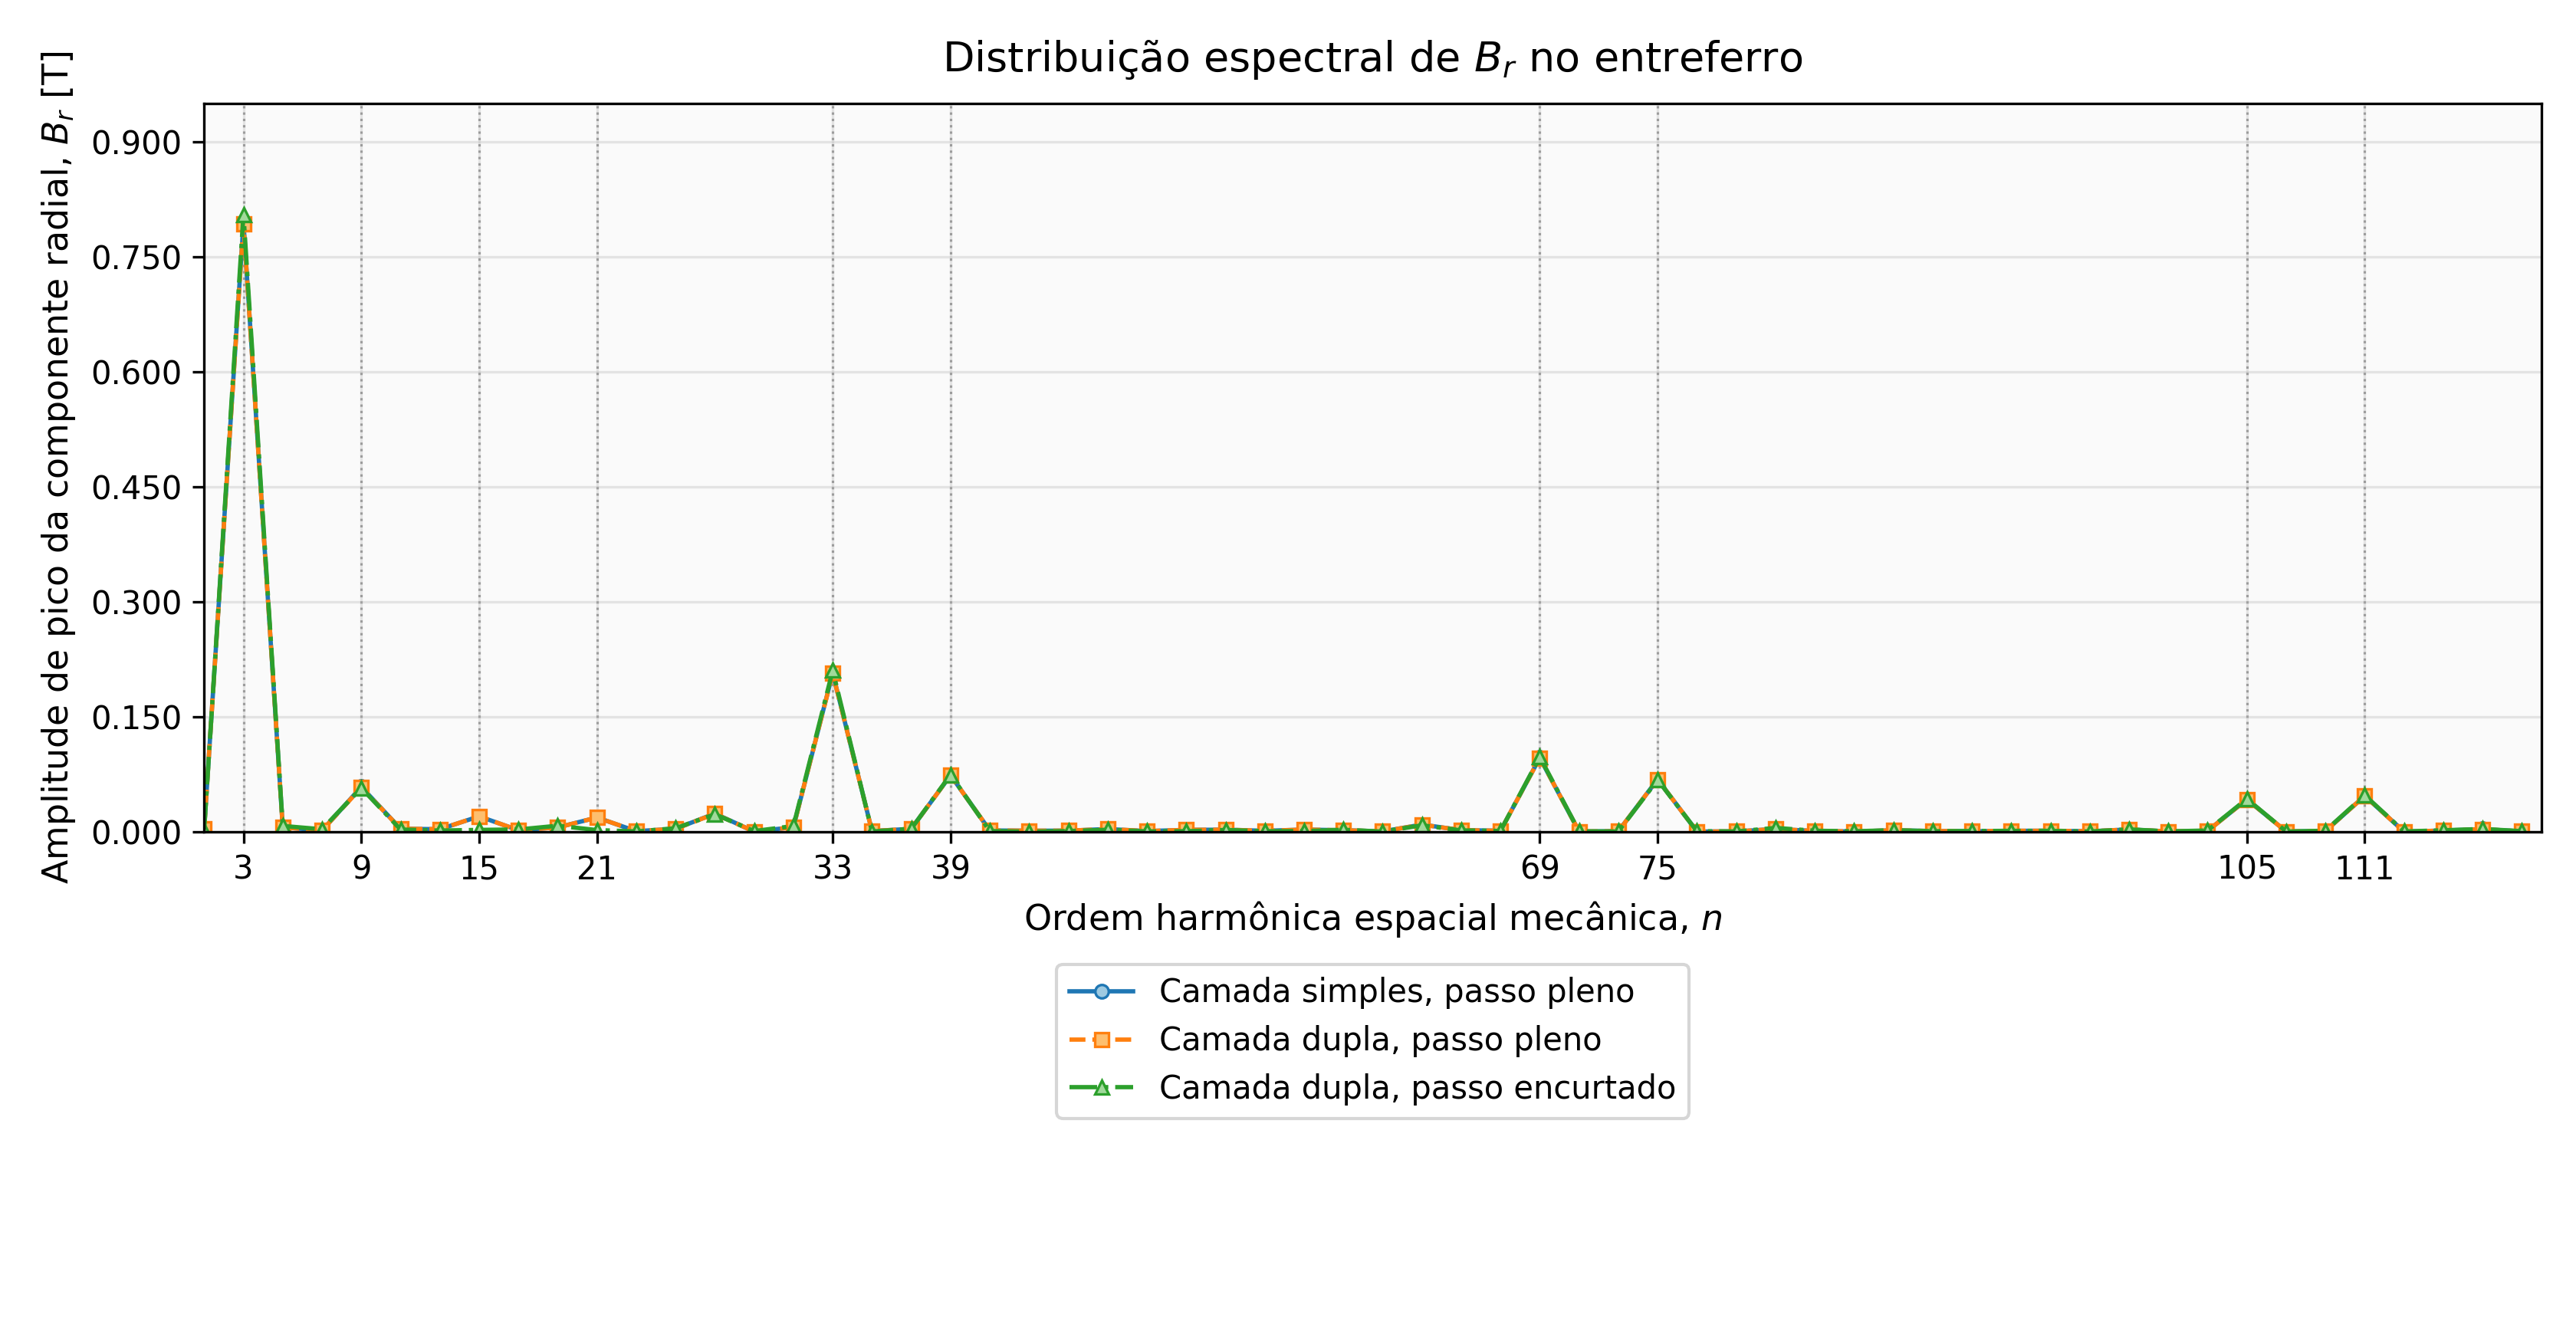 Distribuição espectral de Br no entreferro
Amplitude de pico da componente radial, Br [T]
0.900
0.750
0.600
0.450
0.300
0.150
0.000
3 9 15 21 33 39 69 75 105 111
Ordem harmônica espacial mecânica, n
Camada simples, passo pleno
Camada dupla, passo pleno
Camada dupla, passo encurtado